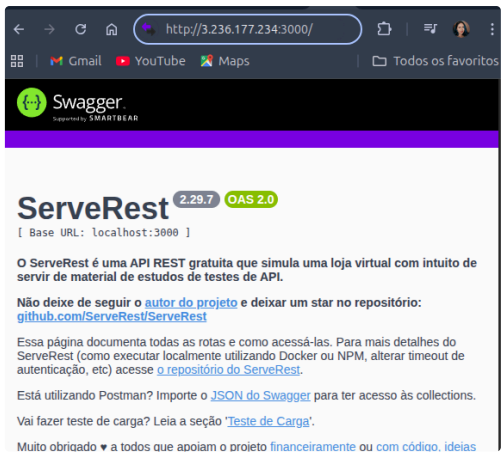 http://3.236.177.234:3000/
Gmail YouTube Maps Todos os favoritos
Swagger.
Supported by SMARTBEAR
ServeRest 2.29.7 OAS 2.0
[ Base URL: localhost:3000 ]
O ServeRest é uma API REST gratuita que simula uma loja virtual com intuito de
servir de material de estudos de testes de API.
Não deixe de seguir o autor do projeto e deixar um star no repositório:
github.com/ServeRest/ServeRest
Essa página documenta todas as rotas e como acessá-las. Para mais detalhes do
ServeRest (como executar localmente utilizando Docker ou NPM, alterar timeout de
autenticação, etc) acesse o repositório do ServeRest.
Está utilizando Postman? Importe o JSON do Swagger para ter acesso às collections.
Vai fazer teste de carga? Leia a seção 'Teste de Carga'.
Muito obrigado ♥ a todos que apoiam o projeto financeiramente ou com código, ideias